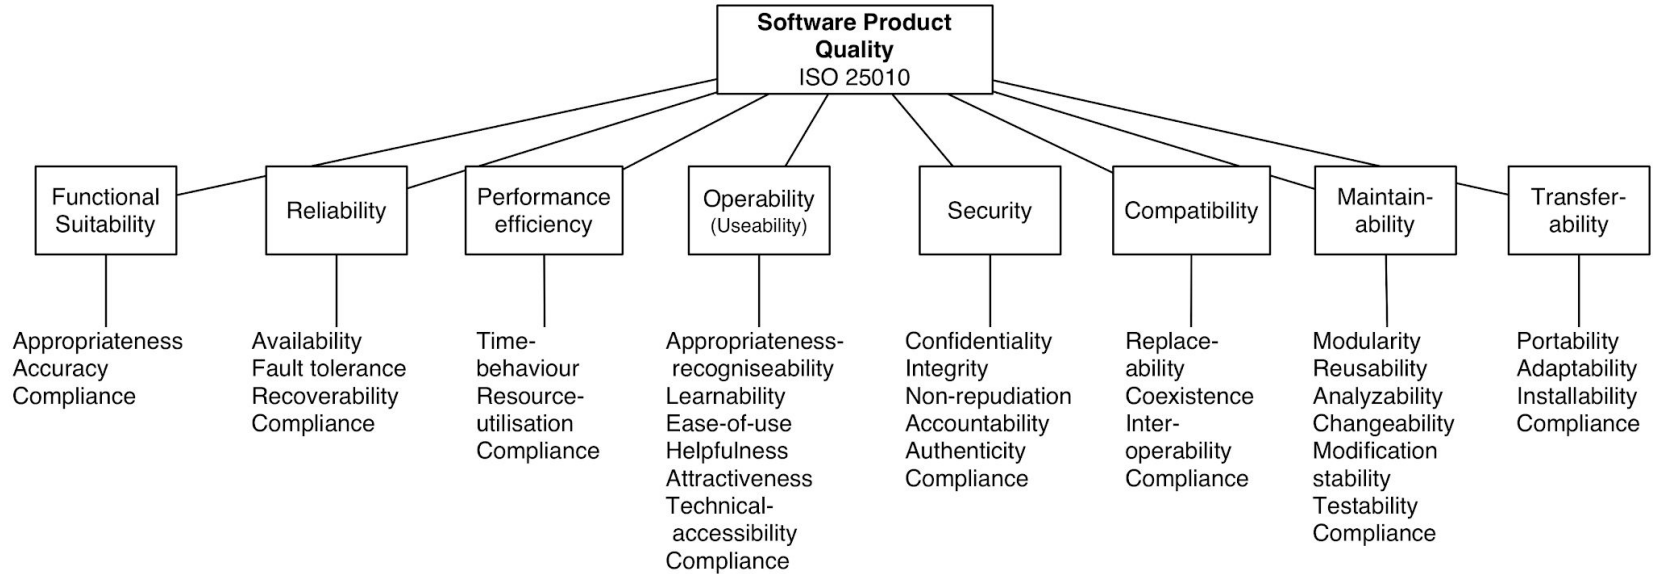 Software Product
Quality
ISO 25010
Functional
Suitability
Reliability
Performance
efficiency
Operability
(Useability)
Security
Compatibility
Maintain-
ability
Transfer-
ability
Appropriateness
Accuracy
Compliance
Availability
Fault tolerance
Recoverability
Compliance
Time-
behaviour
Resource-
utilisation
Compliance
Appropriateness-
recogniseability
Learnability
Ease-of-use
Helpfulness
Attractiveness
Technical-
accessibility
Compliance
Confidentiality
Integrity
Non-repudiation
Accountability
Authenticity
Compliance
Replace-
ability
Coexistence
Inter-
operability
Compliance
Modularity
Reusability
Analyzability
Changeability
Modification
stability
Testability
Compliance
Portability
Adaptability
Installability
Compliance